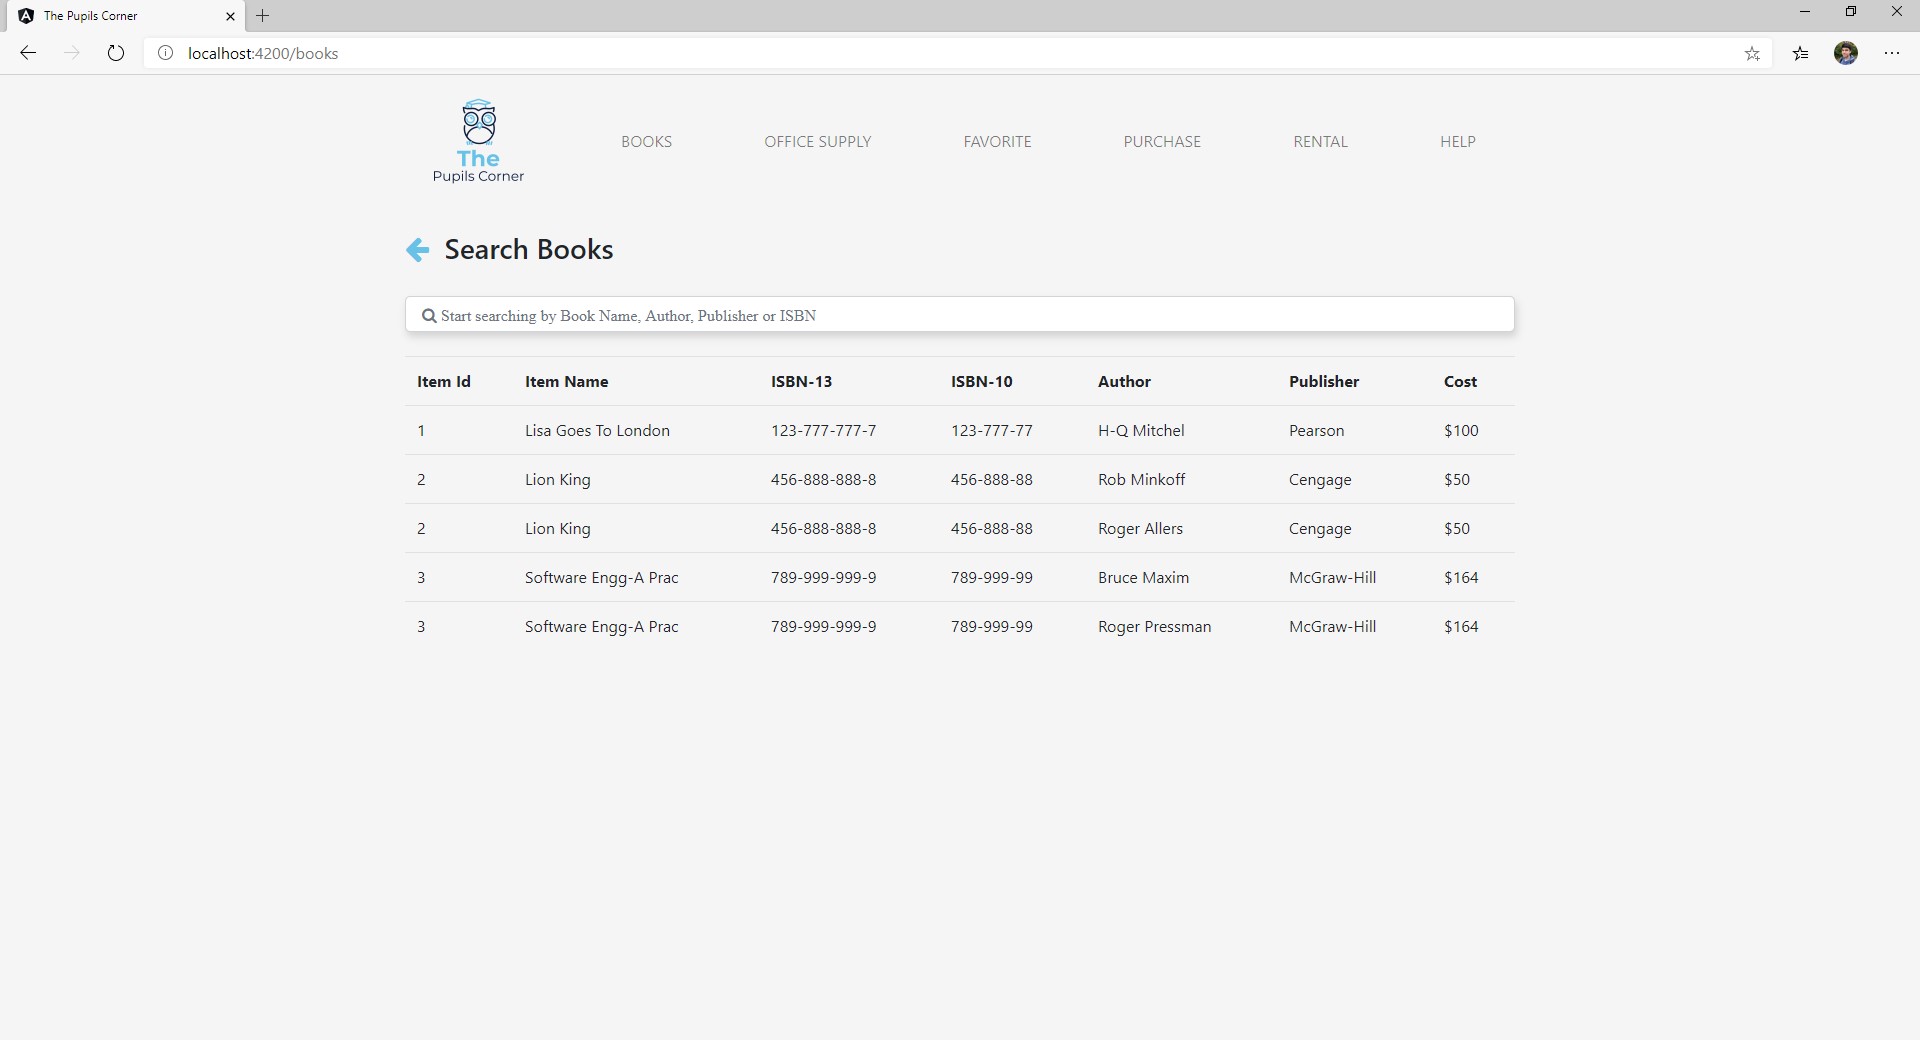 The Pupils Corner
localhost:4200/books
The
Pupils Corner
BOOKS OFFICE SUPPLY FAVORITE PURCHASE RENTAL HELP
Search Books
Start searching by Book Name, Author, Publisher or ISBN
Item Id Item Name ISBN-13 ISBN-10 Author Publisher Cost
1 Lisa Goes To London 123-777-777-7 123-777-77 H-Q Mitchel Pearson $100
2 Lion King 456-888-888-8 456-888-88 Rob Minkoff Cengage $50
2 Lion King 456-888-888-8 456-888-88 Roger Allers Cengage $50
3 Software Engg-A Prac 789-999-999-9 789-999-99 Bruce Maxim McGraw-Hill $164
3 Software Engg-A Prac 789-999-999-9 789-999-99 Roger Pressman McGraw-Hill $164